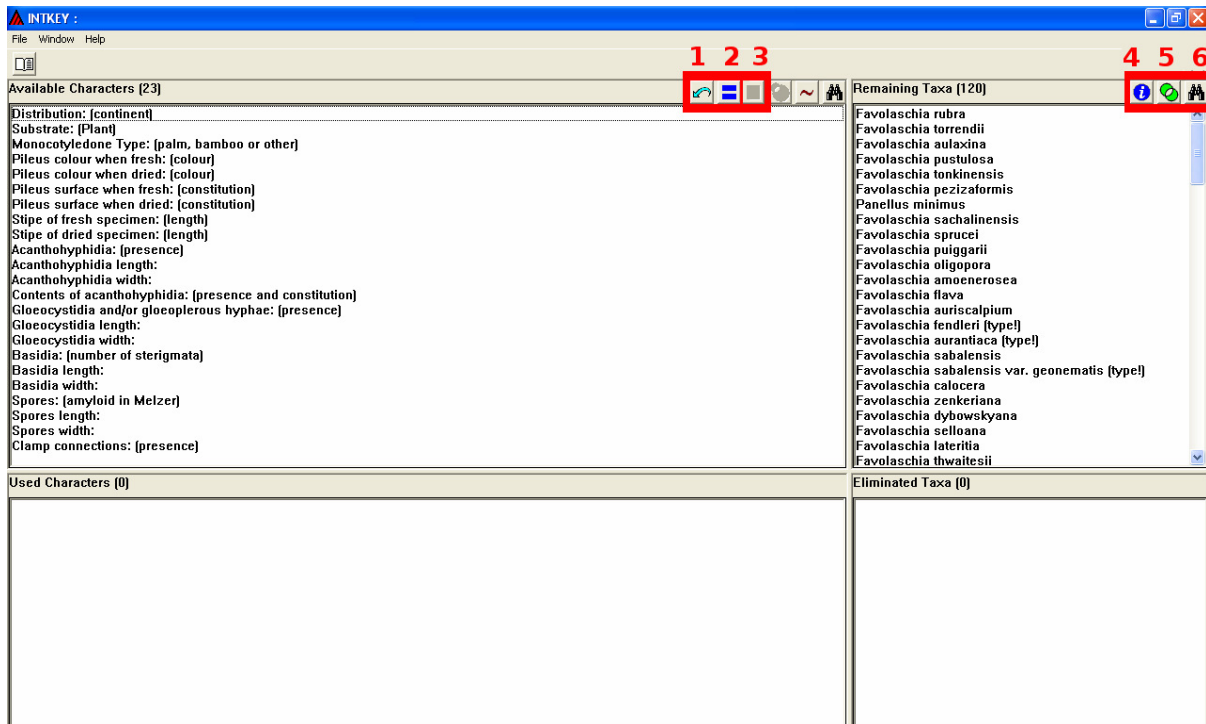 INTKEY :
File Window Help
1 2 3 4 5 6
Available Characters (23)
Distribution: (continent)
Substrate: (Plant)
Monocotyledone Type: (palm, bamboo or other)
Pileus colour when fresh: (colour)
Pileus colour when dried: (colour)
Pileus surface when fresh: (constitution)
Pileus surface when dried: (constitution)
Stipe of fresh specimen: (length)
Stipe of dried specimen: (length)
Acanthohyphidia: (presence)
Acanthohyphidia length:
Acanthohyphidia width:
Contents of acanthohyphidia: (presence and constitution)
Gloeocystidia and/or gloeoplerous hyphae: (presence)
Gloeocystidia length:
Gloeocystidia width:
Basidia: (number of sterigmata)
Basidia length:
Basidia width:
Spores: (amyloid in Melzer)
Spores length:
Spores width:
Clamp connections: (presence)
Remaining Taxa (120)
Favolaschia rubra
Favolaschia torrendii
Favolaschia aulaxina
Favolaschia pustulosa
Favolaschia tonkinensis
Favolaschia pezizaformis
Panellus minimus
Favolaschia sachalinensis
Favolaschia sprucei
Favolaschia puiggarii
Favolaschia oligopora
Favolaschia amoenerosea
Favolaschia flava
Favolaschia auriscalpium
Favolaschia fendleri (type!)
Favolaschia aurantiaca (type!)
Favolaschia sabalensis
Favolaschia sabalensis var. geonematis (type!)
Favolaschia calocera
Favolaschia zenkeriana
Favolaschia dybowskyana
Favolaschia selloana
Favolaschia lateritia
Favolaschia thwaitesii
Used Characters (0)
Eliminated Taxa (0)